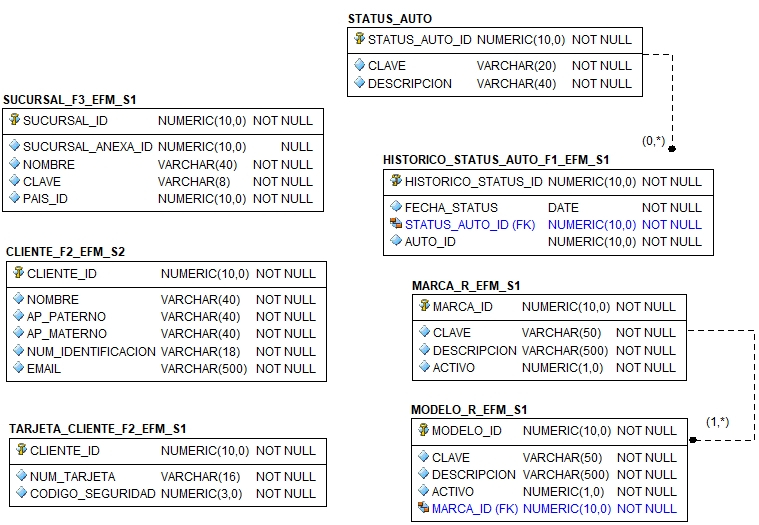 STATUS_AUTO
STATUS_AUTO_ID NUMERIC(10,0) NOT NULL
CLAVE VARCHAR(20) NOT NULL
DESCRIPCION VARCHAR(40) NOT NULL
(0,*)
SUCURSAL_F3_EFM_S1
SUCURSAL_ID NUMERIC(10,0) NOT NULL
SUCURSAL_ANEXA_ID NUMERIC(10,0) NULL
NOMBRE VARCHAR(40) NOT NULL
CLAVE VARCHAR(8) NOT NULL
PAIS_ID NUMERIC(10,0) NOT NULL
HISTORICO_STATUS_AUTO_F1_EFM_S1
HISTORICO_STATUS_ID NUMERIC(10,0) NOT NULL
FECHA_STATUS DATE NOT NULL
STATUS_AUTO_ID (FK) NUMERIC(10,0) NOT NULL
AUTO_ID NUMERIC(10,0) NOT NULL
CLIENTE_F2_EFM_S2
CLIENTE_ID NUMERIC(10,0) NOT NULL
NOMBRE VARCHAR(40) NOT NULL
AP_PATERNO VARCHAR(40) NOT NULL
AP_MATERNO VARCHAR(40) NOT NULL
NUM_IDENTIFICACION VARCHAR(18) NOT NULL
EMAIL VARCHAR(500) NOT NULL
MARCA_R_EFM_S1
MARCA_ID NUMERIC(10,0) NOT NULL
CLAVE VARCHAR(50) NOT NULL
DESCRIPCION VARCHAR(500) NOT NULL
ACTIVO NUMERIC(1,0) NOT NULL
(1,*)
TARJETA_CLIENTE_F2_EFM_S1
CLIENTE_ID NUMERIC(10,0) NOT NULL
NUM_TARJETA VARCHAR(16) NOT NULL
CODIGO_SEGURIDAD NUMERIC(3,0) NOT NULL
MODELO_R_EFM_S1
MODELO_ID NUMERIC(10,0) NOT NULL
CLAVE VARCHAR(50) NOT NULL
DESCRIPCION VARCHAR(500) NOT NULL
ACTIVO NUMERIC(1,0) NOT NULL
MARCA_ID (FK) NUMERIC(10,0) NOT NULL